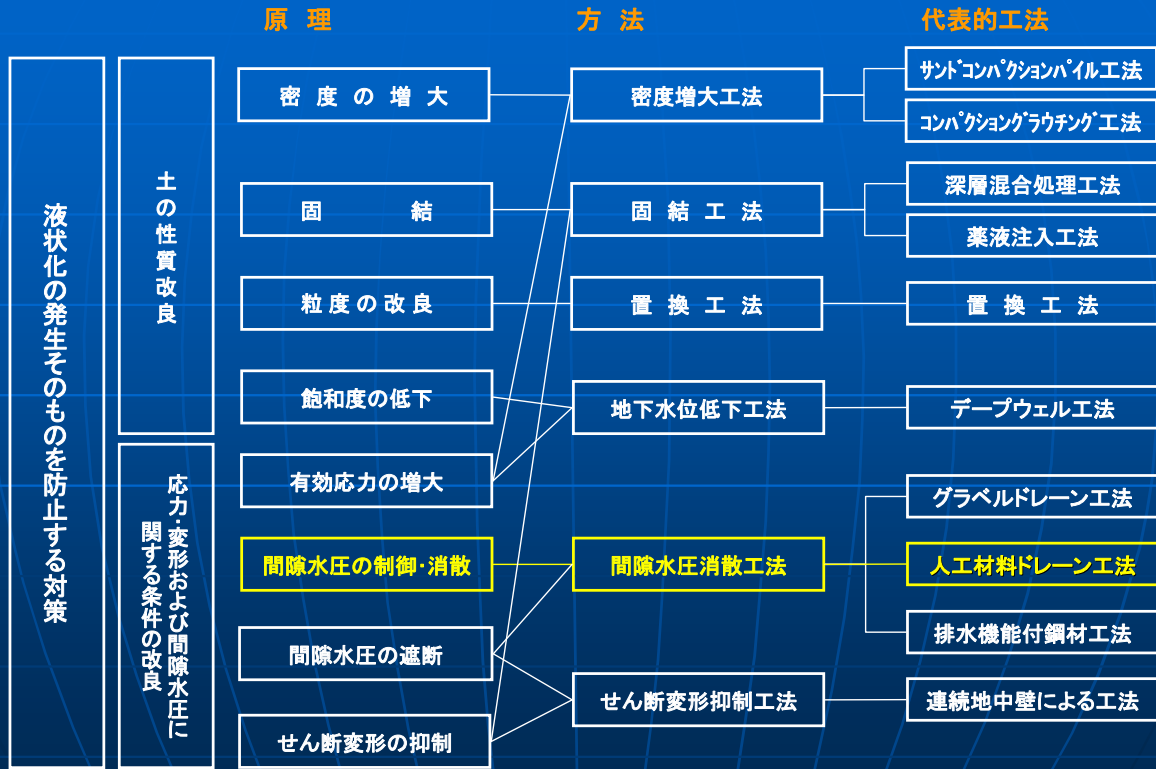 原 理
方 法
代表的工法
液状化の発生そのものを防止する対策
土の性質改良
応力・変形および間隙水圧に
関する条件の改良
密 度 の 増 大
固 結
粒 度 の 改 良
飽和度の低下
有効応力の増大
間隙水圧の制御・消散
間隙水圧の遮断
せん断変形の抑制
密度増大工法
固 結 工 法
置 換 工 法
地下水位低下工法
間隙水圧消散工法
せん断変形抑制工法
ｻﾝﾄﾞｺﾝﾊﾟｸｼｮﾝﾊﾟｲﾙ工法
ｺﾝﾊﾟｸｼｮﾝｸﾞﾗｳﾁﾝｸﾞ工法
深層混合処理工法
薬液注入工法
置 換 工 法
デープウェル工法
グラベルドレーン工法
人工材料ドレーン工法
排水機能付鋼材工法
連続地中壁による工法